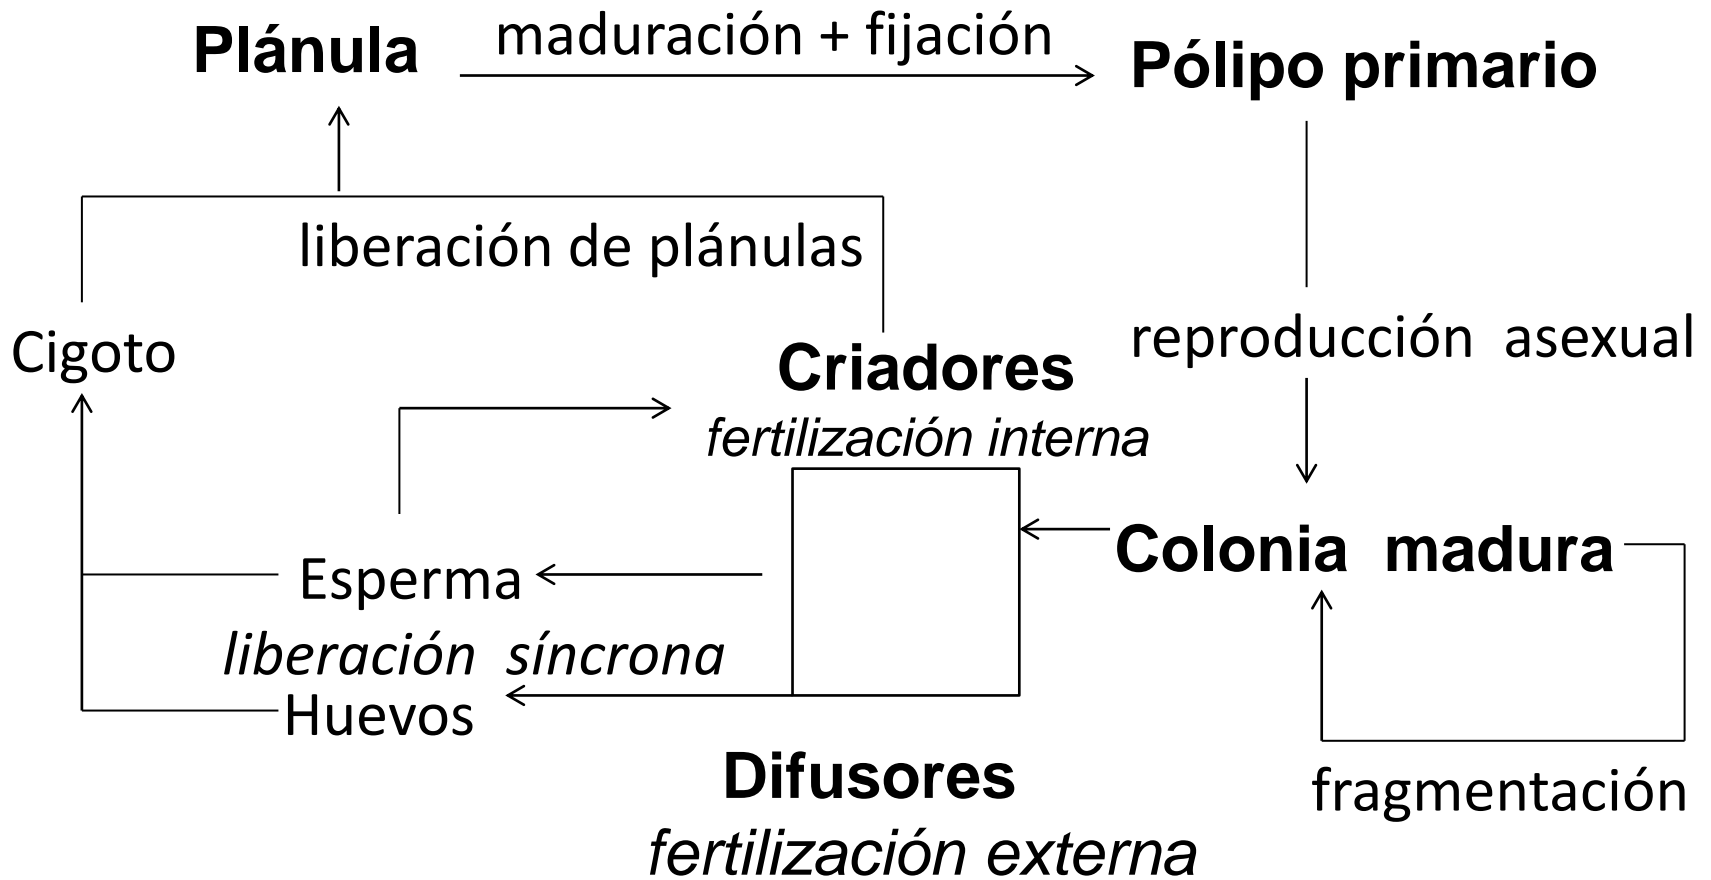 Plánula
maduración + fijación
Pólipo primario
liberación de plánulas
Cigoto
reproducción asexual
Criadores
fertilización interna
Colonia madura
Esperma
liberación síncrona
Huevos
Difusores
fertilización externa
fragmentación